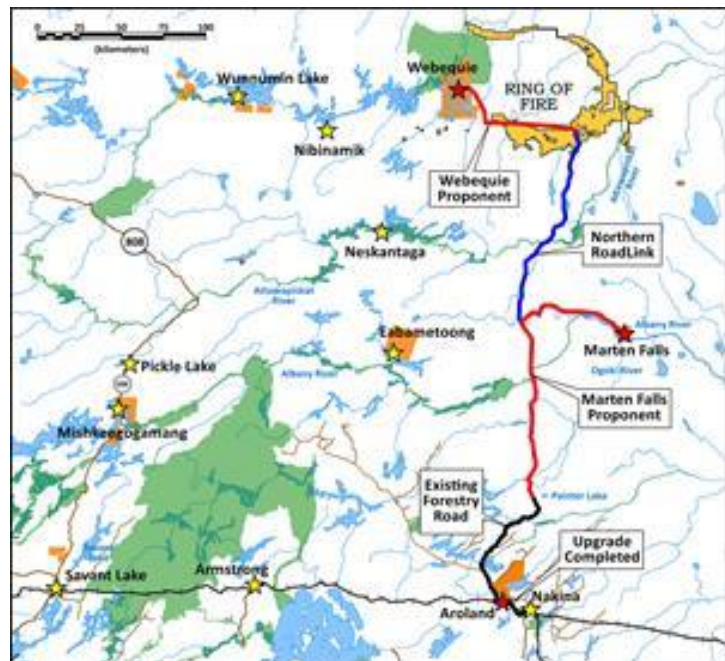 0 25 50 75 100
(kilometers)
Webequie
Wunnumin Lake
RING OF
FIRE
Nibinamik
Webequie
Proponent
808
Neskantaga
Northern
RoadLink
Attawapiskat
River
Eabametoong
Albany River
Marten Falls
Pickle Lake
Albany River
Ogoki River
Marten Falls
Proponent
Mishkeegogamang
Existing
Forestry
Road
Painter Lake
Upgrade
Completed
Savant Lake
Armstrong
Aroland
Nakina